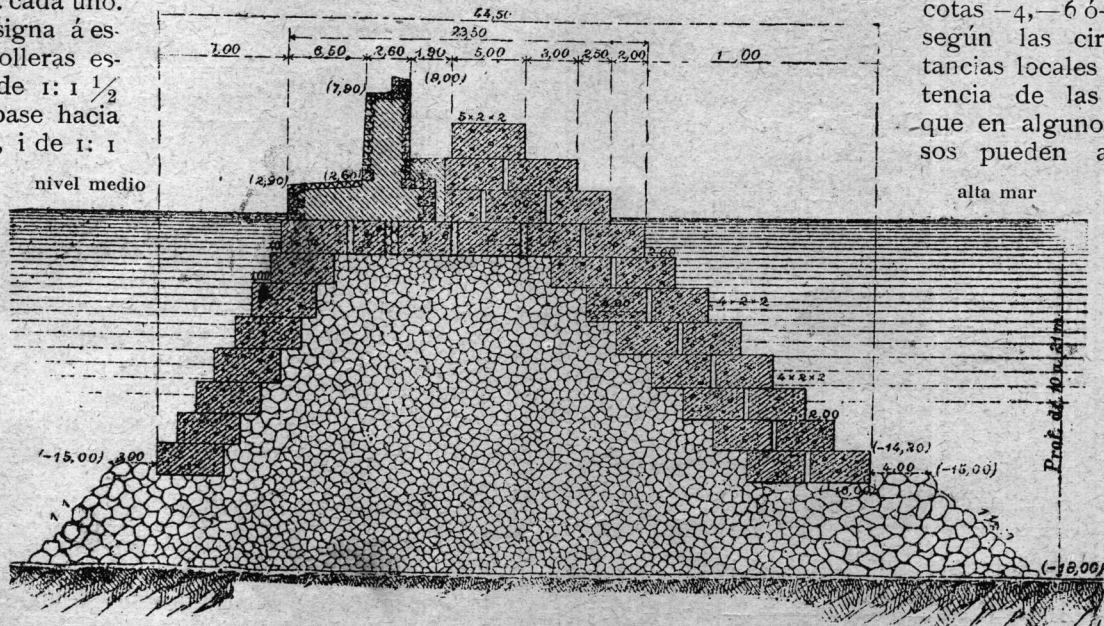 cada uno.
signa á es-
olleras es-
de 1: 1 ½
base hacia
, i de 1: 1
cotas —4,—6 ó
según las cir
tancias locales
tencia de las
que en alguno
sos pueden a
44,50
23,50
7.00 6,50 2,60 1,90 5,00 3,00 2,50 2,00
(7,90) (8,00)
5×2×2
nivel medio
alta mar
(2,90) (2,60)
2,60
4,00
4×2×2
4×2×2
2,00
Prof. de 10 a 21 m.
(-15,00) 3,00
(-14,20)
4,00 (-15,00)
1 1
(-18,00)